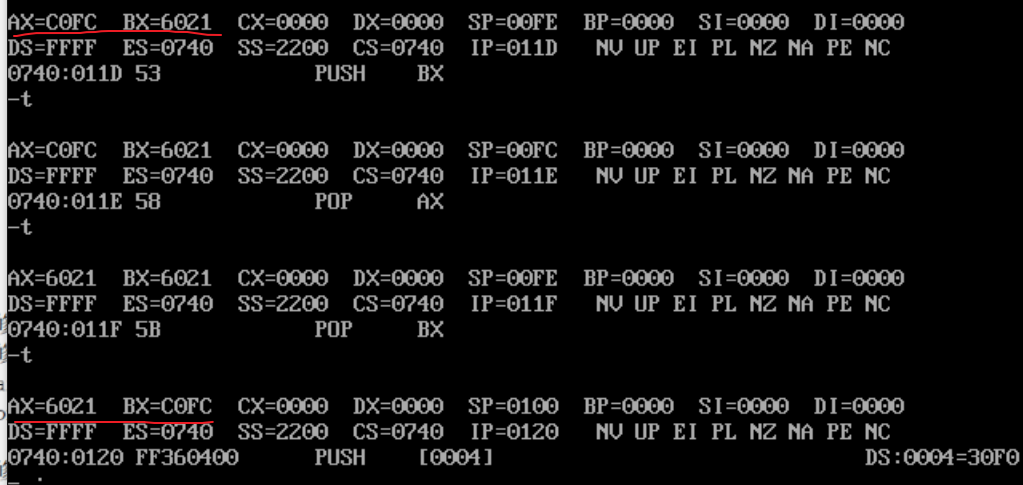 AX=C0FC BX=6021 CX=0000 DX=0000 SP=00FE BP=0000 SI=0000 DI=0000
DS=FFFF ES=0740 SS=2200 CS=0740 IP=011D NV UP EI PL NZ NA PE NC
0740:011D 53 PUSH BX
-t
AX=C0FC BX=6021 CX=0000 DX=0000 SP=00FC BP=0000 SI=0000 DI=0000
DS=FFFF ES=0740 SS=2200 CS=0740 IP=011E NV UP EI PL NZ NA PE NC
0740:011E 58 POP AX
-t
AX=6021 BX=6021 CX=0000 DX=0000 SP=00FE BP=0000 SI=0000 DI=0000
DS=FFFF ES=0740 SS=2200 CS=0740 IP=011F NV UP EI PL NZ NA PE NC
0740:011F 5B POP BX
-t
AX=6021 BX=C0FC CX=0000 DX=0000 SP=0100 BP=0000 SI=0000 DI=0000
DS=FFFF ES=0740 SS=2200 CS=0740 IP=0120 NV UP EI PL NZ NA PE NC
0740:0120 FF360400 PUSH [0004] DS:0004=30F0